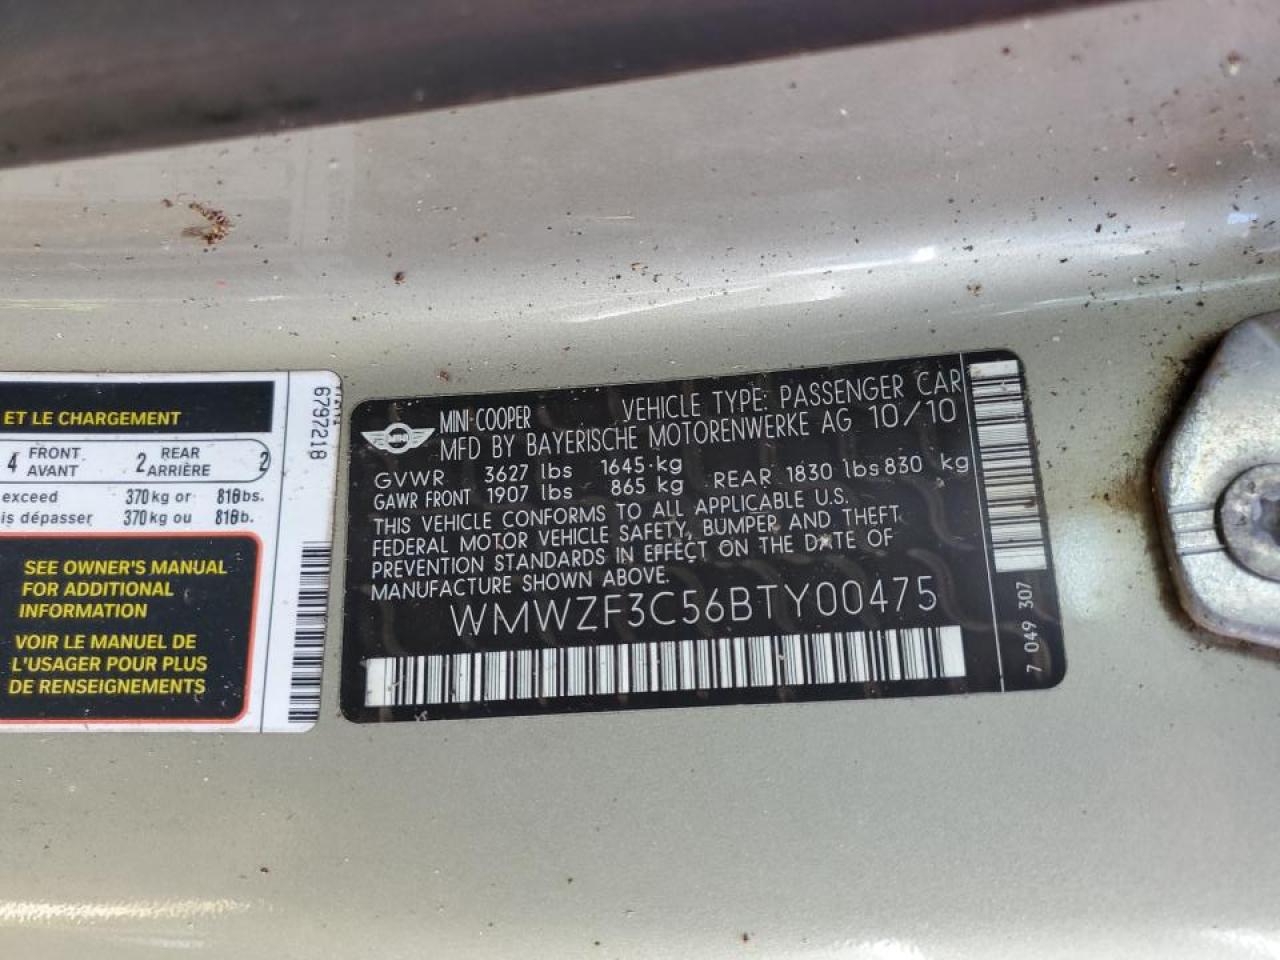 ET LE CHARGEMENT
4 FRONT AVANT 2 REAR ARRIÈRE 2
exceed 370 kg or 816 lbs.
is dépasser 370 kg ou 816 lb.
SEE OWNER'S MANUAL
FOR ADDITIONAL
INFORMATION
VOIR LE MANUEL DE
L'USAGER POUR PLUS
DE RENSEIGNEMENTS
6797218
MINI
MINI-COOPER VEHICLE TYPE: PASSENGER CAR
MFD BY BAYERISCHE MOTORENWERKE AG 10/10
GVWR 3627 lbs 1645 kg
GAWR FRONT 1907 lbs 865 kg REAR 1830 lbs 830 kg
THIS VEHICLE CONFORMS TO ALL APPLICABLE U.S.
FEDERAL MOTOR VEHICLE SAFETY, BUMPER AND THEFT
PREVENTION STANDARDS IN EFFECT ON THE DATE OF
MANUFACTURE SHOWN ABOVE.
WMWZF3C56BTY00475
7 049 307